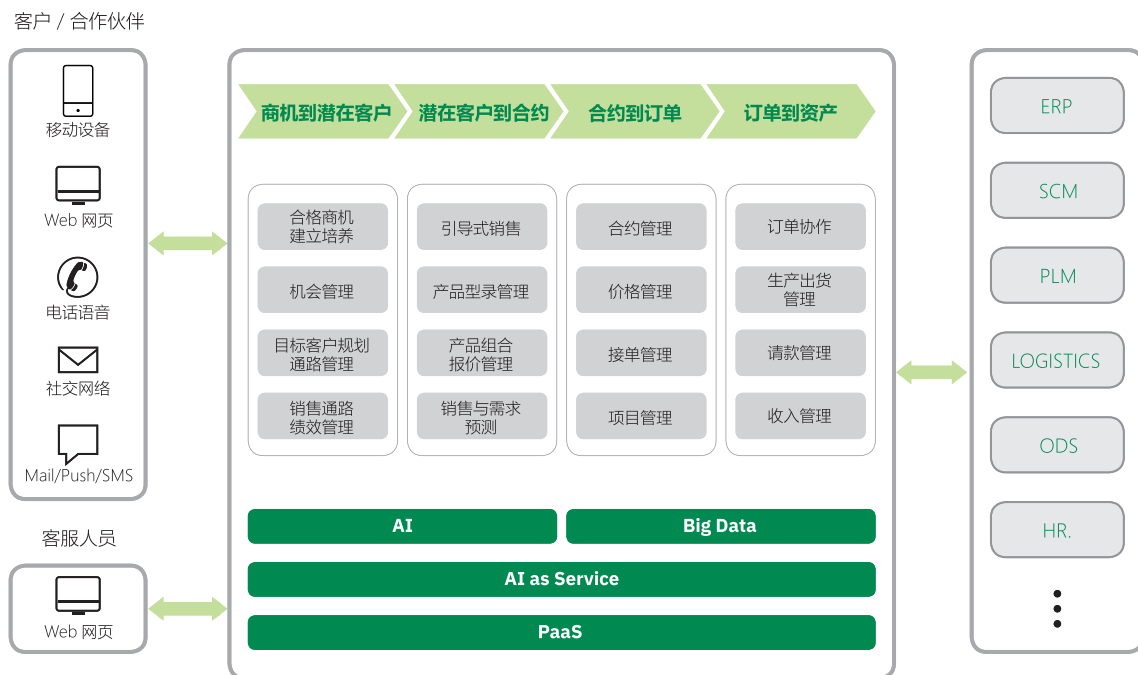 客户 / 合作伙伴
移动设备
Web 网页
电话语音
社交网络
Mail/Push/SMS
客服人员
Web 网页
商机到潜在客户
潜在客户到合约
合约到订单
订单到资产
合格商机
建立培养
机会管理
目标客户规划
通路管理
销售通路
绩效管理
引导式销售
产品型录管理
产品组合
报价管理
销售与需求
预测
合约管理
价格管理
接单管理
项目管理
订单协作
生产出货
管理
请款管理
收入管理
AI
Big Data
AI as Service
PaaS
ERP
SCM
PLM
LOGISTICS
ODS
HR.